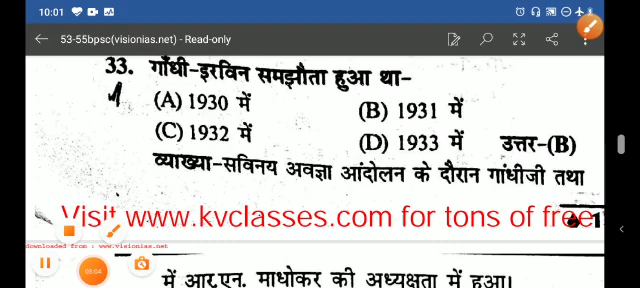 10:01
53-55bpsc(visionias.net) - Read-only
33. गाँधी-इरविन समझौता हुआ था-
(A) 1930 में (B) 1931 में
(C) 1932 में (D) 1933 में उत्तर-(B)
व्याख्या-सविनय अवज्ञा आंदोलन के दौरान गांधीजी तथा
Visit www.kvclasses.com for tons of free
downloaded from : www.visionias.net
में आर.एन. माधोकर की अध्यक्षता में हुआ।